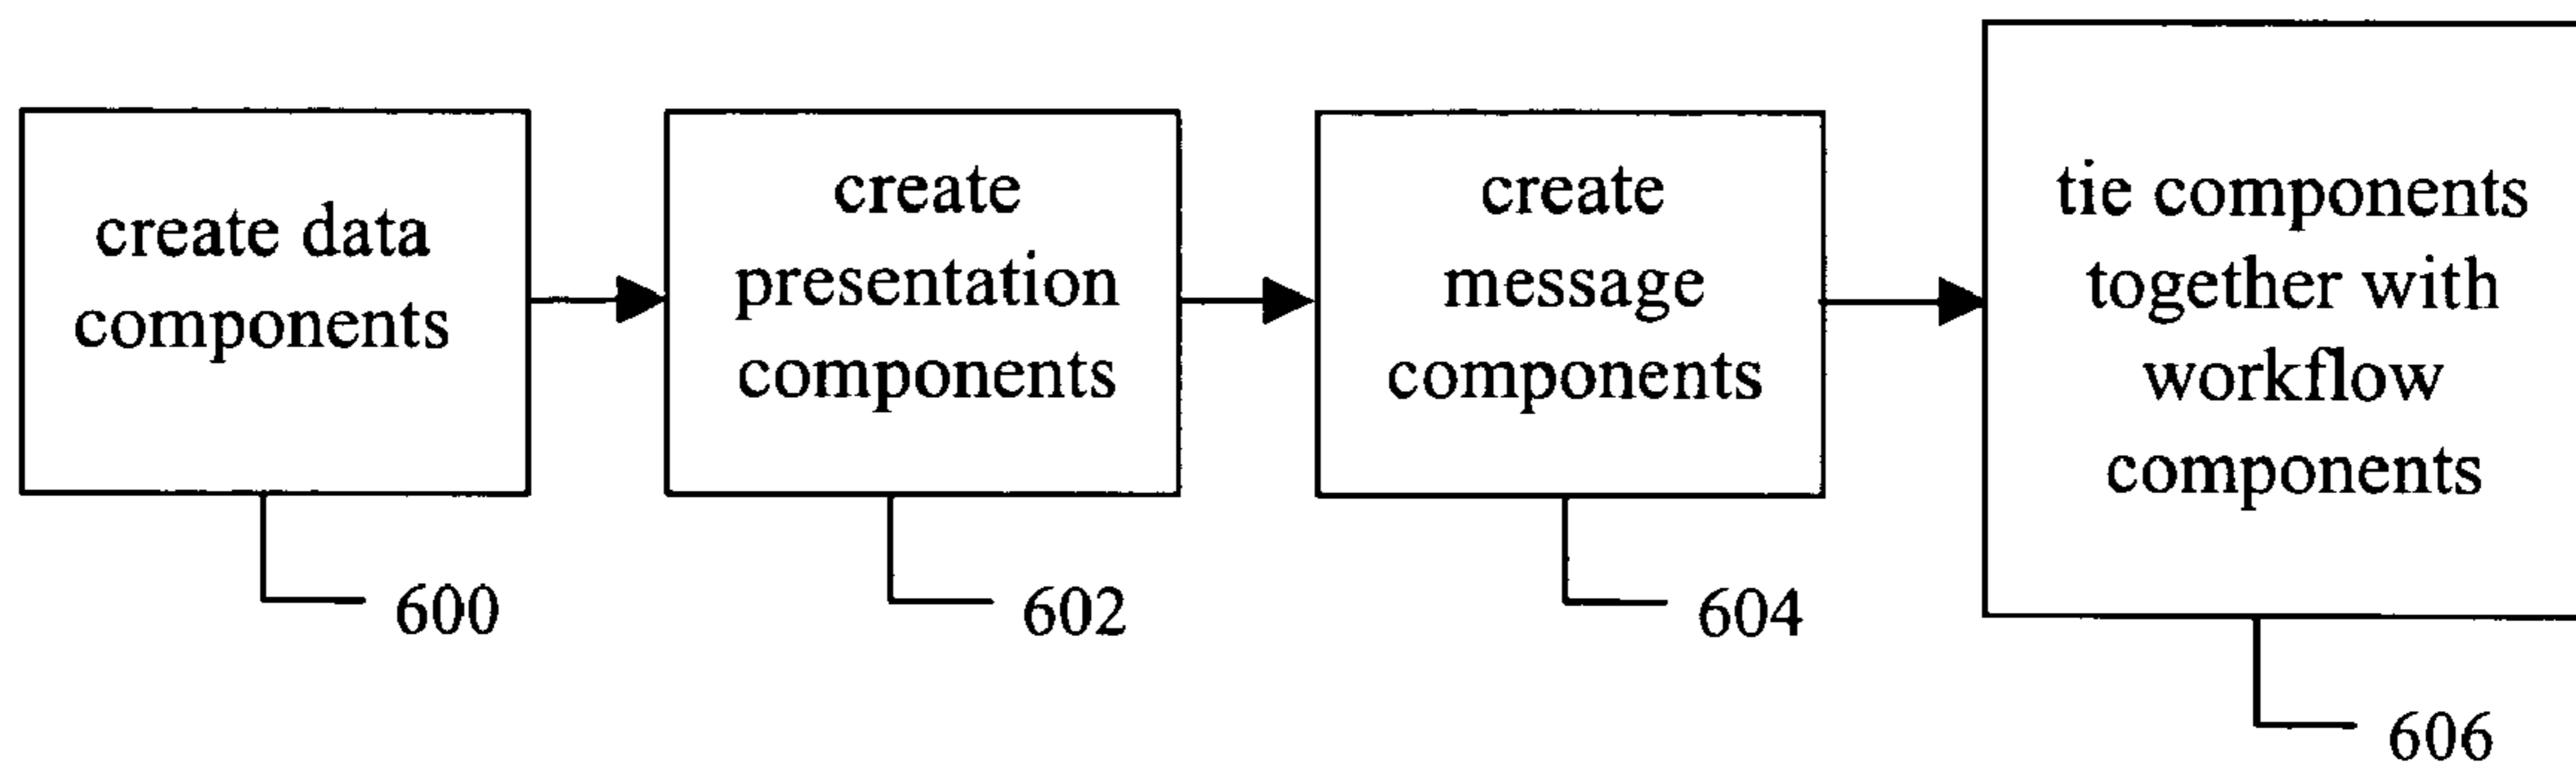 create data
components
create
presentation
components
create
message
components
tie components
together with
workflow
components
600
602
604
606